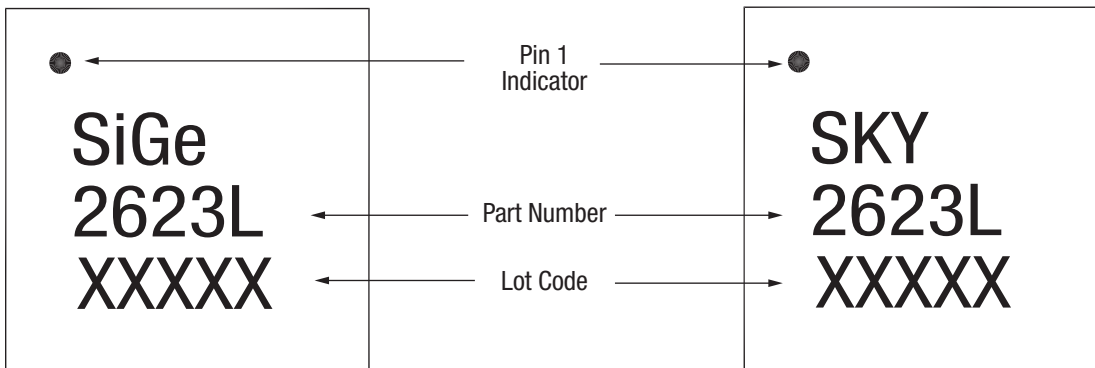 SiGe
2623L
XXXXX
Pin 1
Indicator
Part Number
Lot Code
SKY
2623L
XXXXX